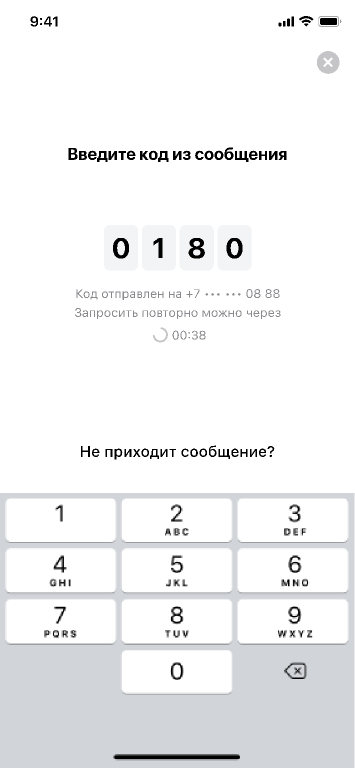 9:41
Введите код из сообщения
0 1 8 0
Код отправлен на +7 ••• ••• 08 88
Запросить повторно можно через
00:38
Не приходит сообщение?
1 2 3
ABC DEF
4 5 6
GHI JKL MNO
7 8 9
PQRS TUV WXYZ
0